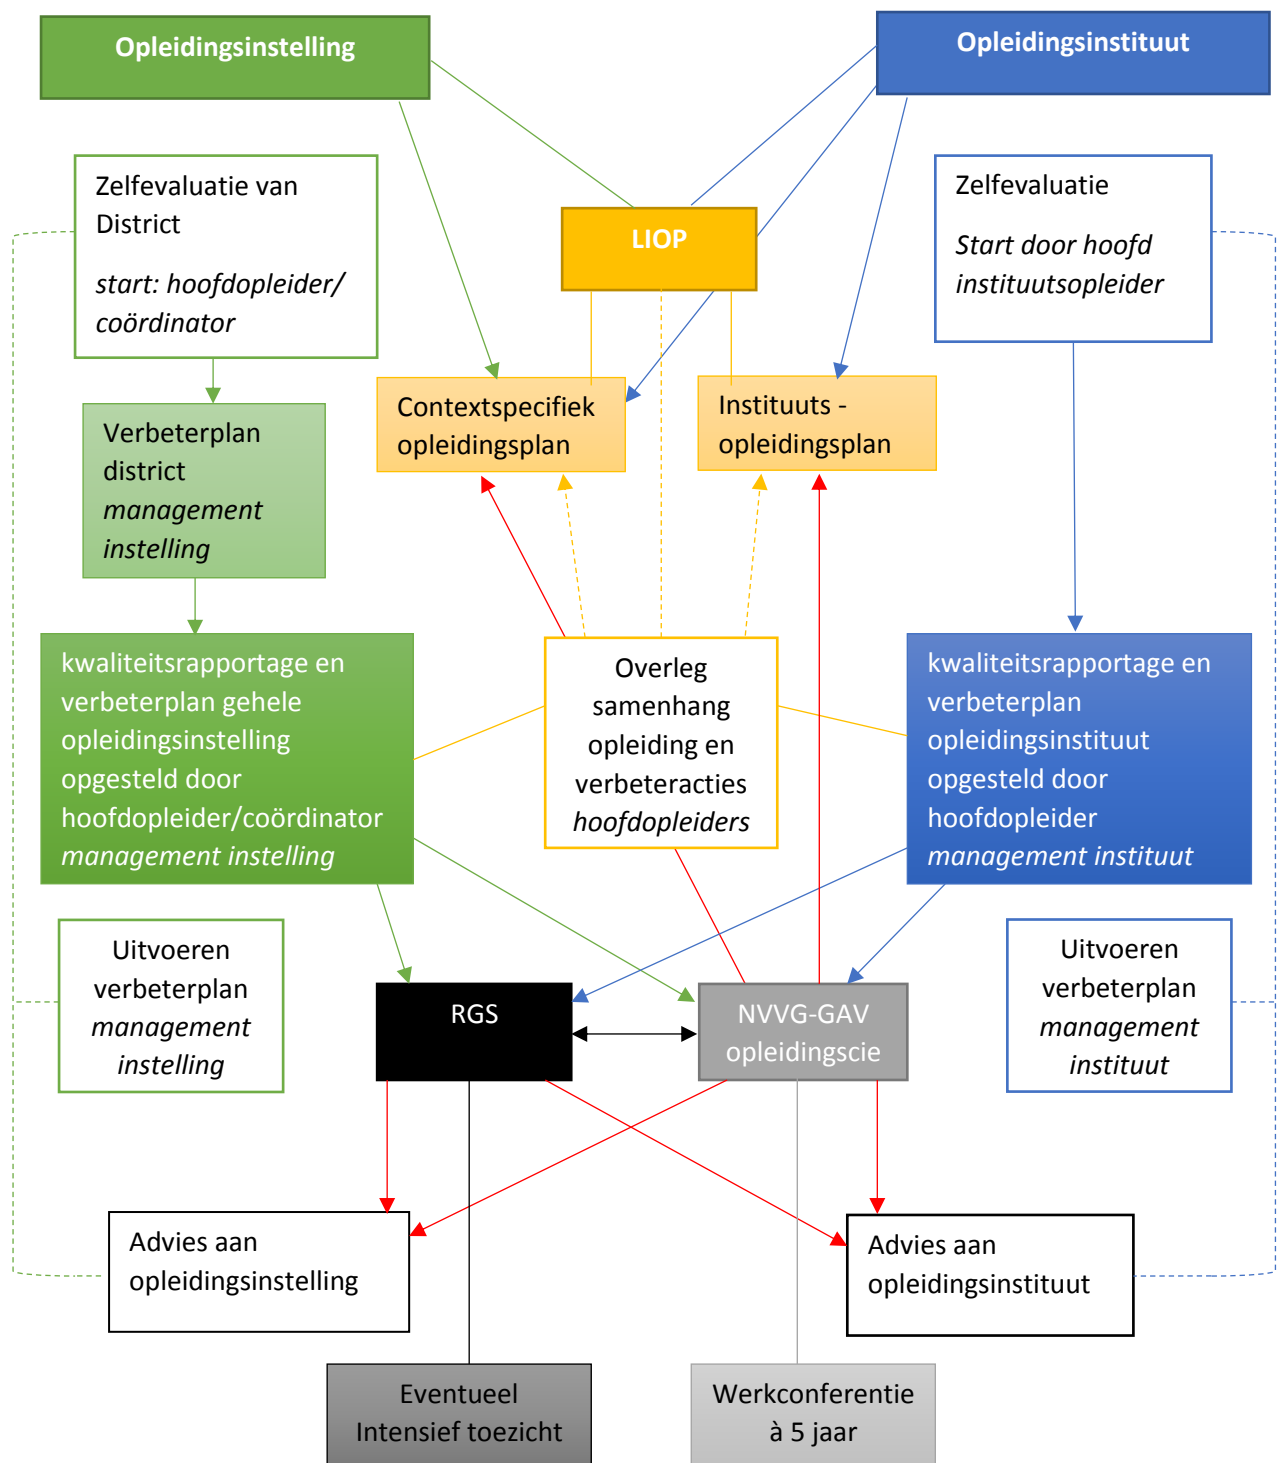 Opleidingsinstelling
Opleidingsinstituut
Zelfevaluatie van
District
start: hoofdopleider/
coördinator
LIOP
Zelfevaluatie
Start door hoofd
instituutsopleider
Verbeterplan
district
management
instelling
Contextspecifiek
opleidingsplan
Instituuts -
opleidingsplan
kwaliteitsrapportage en
verbeterplan gehele
opleidingsinstelling
opgesteld door
hoofdopleider/coördinator
management instelling
Overleg
samenhang
opleiding en
verbeteracties
hoofdopleiders
kwaliteitsrapportage en
verbeterplan
opleidingsinstituut
opgesteld door
hoofdopleider
management instituut
Uitvoeren
verbeterplan
management
instelling
RGS
NVVG-GAV
opleidingscie
Uitvoeren
verbeterplan
management
instituut
Advies aan
opleidingsinstelling
Advies aan
opleidingsinstituut
Eventueel
Intensief toezicht
Werkconferentie
à 5 jaar